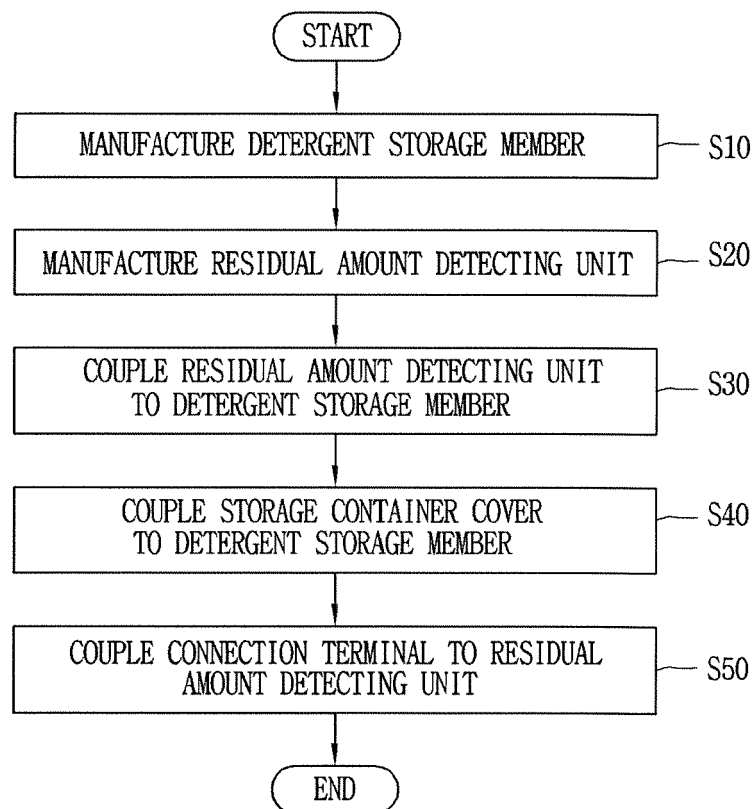 START
MANUFACTURE DETERGENT STORAGE MEMBER
S10
MANUFACTURE RESIDUAL AMOUNT DETECTING UNIT
S20
COUPLE RESIDUAL AMOUNT DETECTING UNIT
TO DETERGENT STORAGE MEMBER
S30
COUPLE STORAGE CONTAINER COVER
TO DETERGENT STORAGE MEMBER
S40
COUPLE CONNECTION TERMINAL TO RESIDUAL
AMOUNT DETECTING UNIT
S50
END